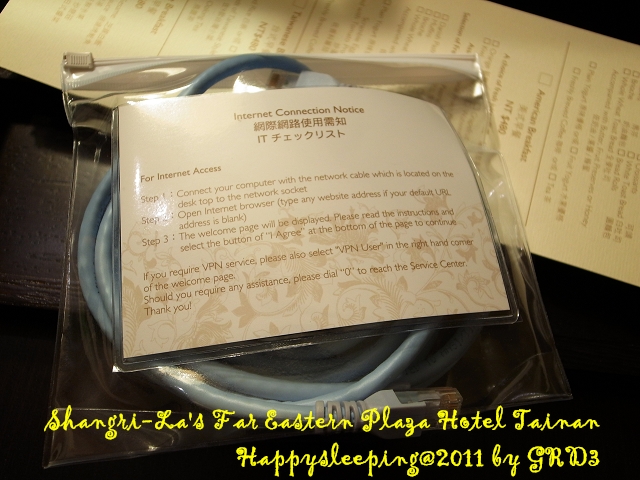 Internet Connection Notice
網際網路使用需知
IT チェックリスト
For Internet Access
Step 1 : Connect your computer with the network cable which is located on the
desk top to the network socket
Step 2 : Open Internet browser (type any website address if your default URL
address is blank)
Step 3 : The welcome page will be displayed. Please read the instructions and
select the button of "I Agree" at the bottom of the page to continue
If you require VPN service, please also select "VPN User" in the right hand corner
of the welcome page.
Should you require any assistance, please dial "0" to reach the Service Center.
Thank you!
American Breakfast
NT$ 480
Shangri-La's Far Eastern Plaza Hotel Tainan
Happysleeping@2011 by GRD3